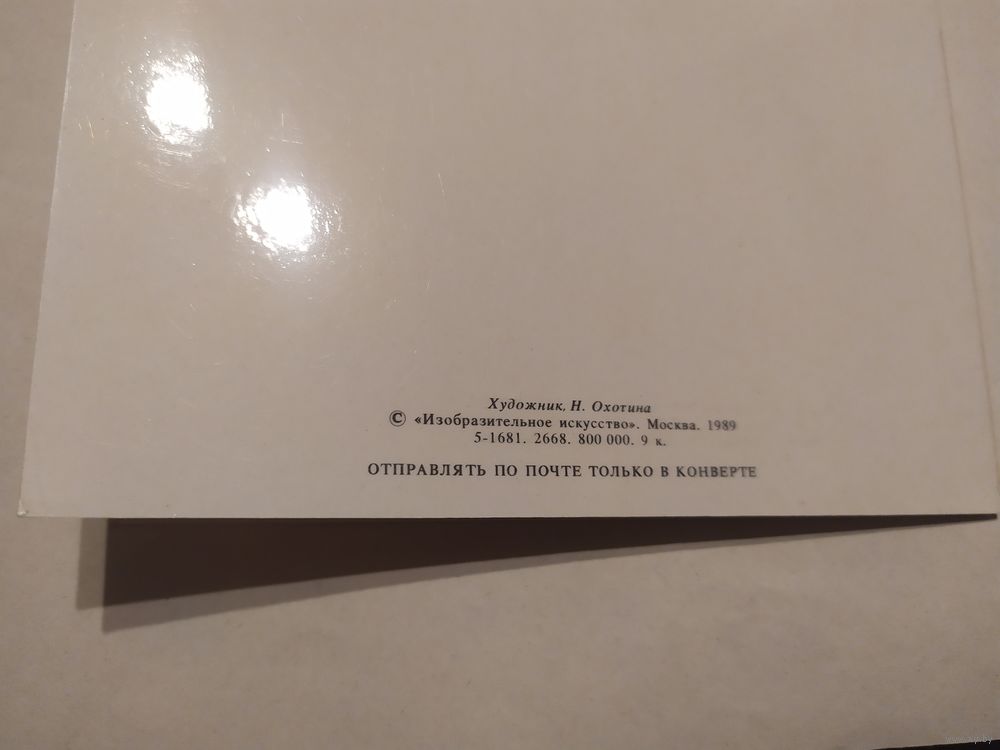 Художник Н. Охотина
© «Изобразительное искусство». Москва. 1989
5-1681. 2668. 800 000. 9 к.
ОТПРАВЛЯТЬ ПО ПОЧТЕ ТОЛЬКО В КОНВЕРТЕ